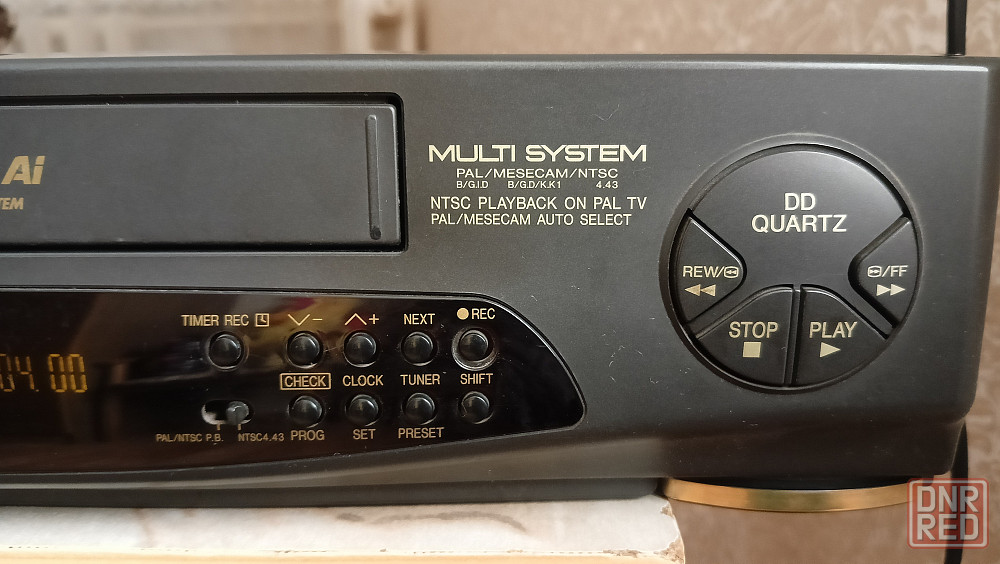 Ai
MULTI SYSTEM
PAL/MESECAM/NTSC
B/G.I.D B/G.D/K.K1 4.43
NTSC PLAYBACK ON PAL TV
PAL/MESECAM AUTO SELECT
DD
QUARTZ
REW/
/FF
STOP
PLAY
TIMER REC
− +
NEXT
REC
04 00
CHECK
CLOCK
TUNER
SHIFT
PAL/NTSC P.B. NTSC4.43
PROG
SET
PRESET
DNR
RED